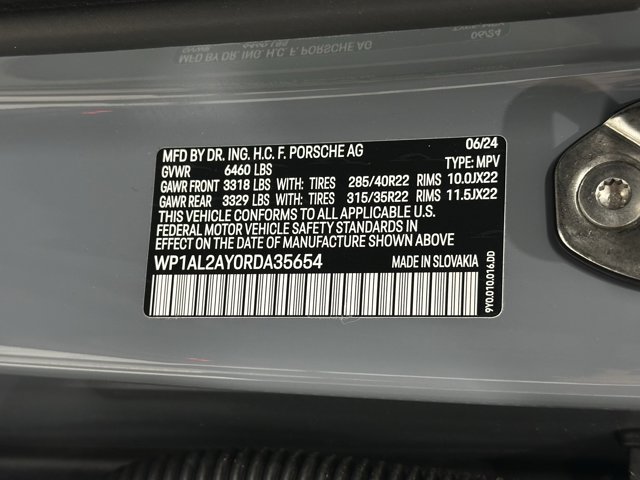 MFD BY DR. ING. H.C. F. PORSCHE AG 06/24
GVWR 6460 LBS TYPE: MPV
GAWR FRONT 3318 LBS WITH: TIRES 285/40R22 RIMS 10.0JX22
GAWR REAR 3329 LBS WITH: TIRES 315/35R22 RIMS 11.5JX22
THIS VEHICLE CONFORMS TO ALL APPLICABLE U.S.
FEDERAL MOTOR VEHICLE SAFETY STANDARDS IN
EFFECT ON THE DATE OF MANUFACTURE SHOWN ABOVE
WP1AL2AY0RDA35654 MADE IN SLOVAKIA
9Y0.010.016.DD